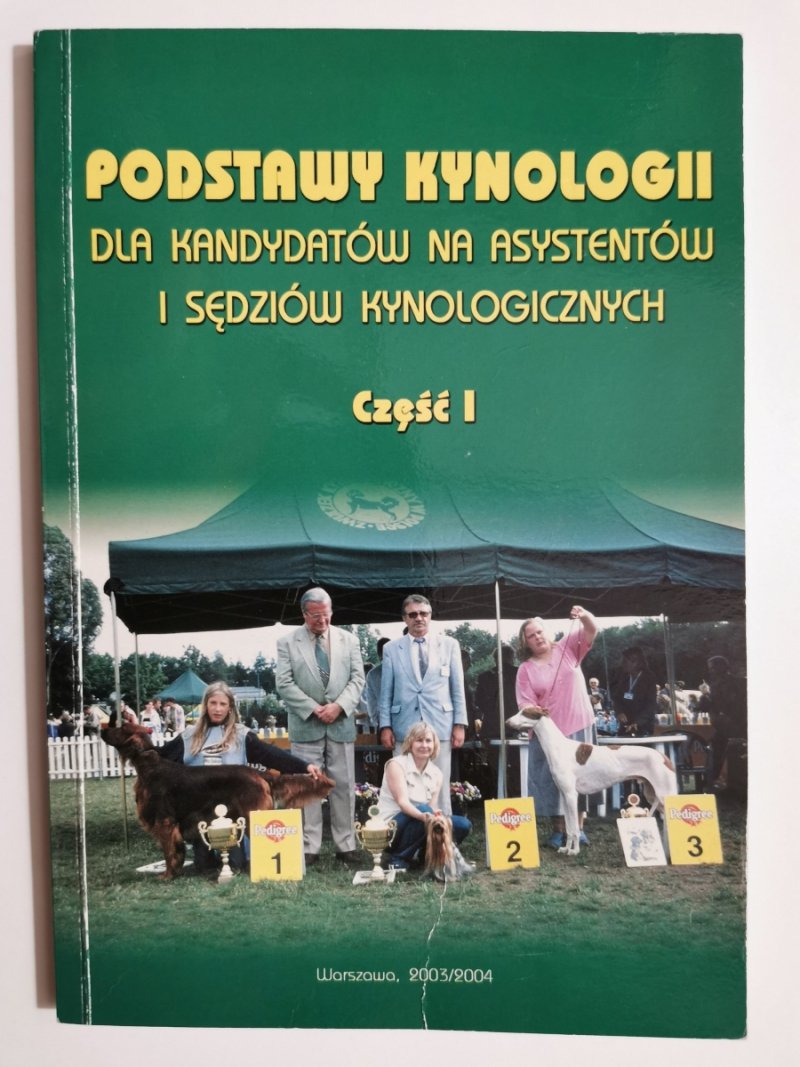 PODSTAWY KYNOLOGII
DLA KANDYDATÓW NA ASYSTENTÓW
I SĘDZIÓW KYNOLOGICZNYCH
Część I
Pedigree
1
Pedigree
2
Pedigree
3
Warszawa, 2003/2004